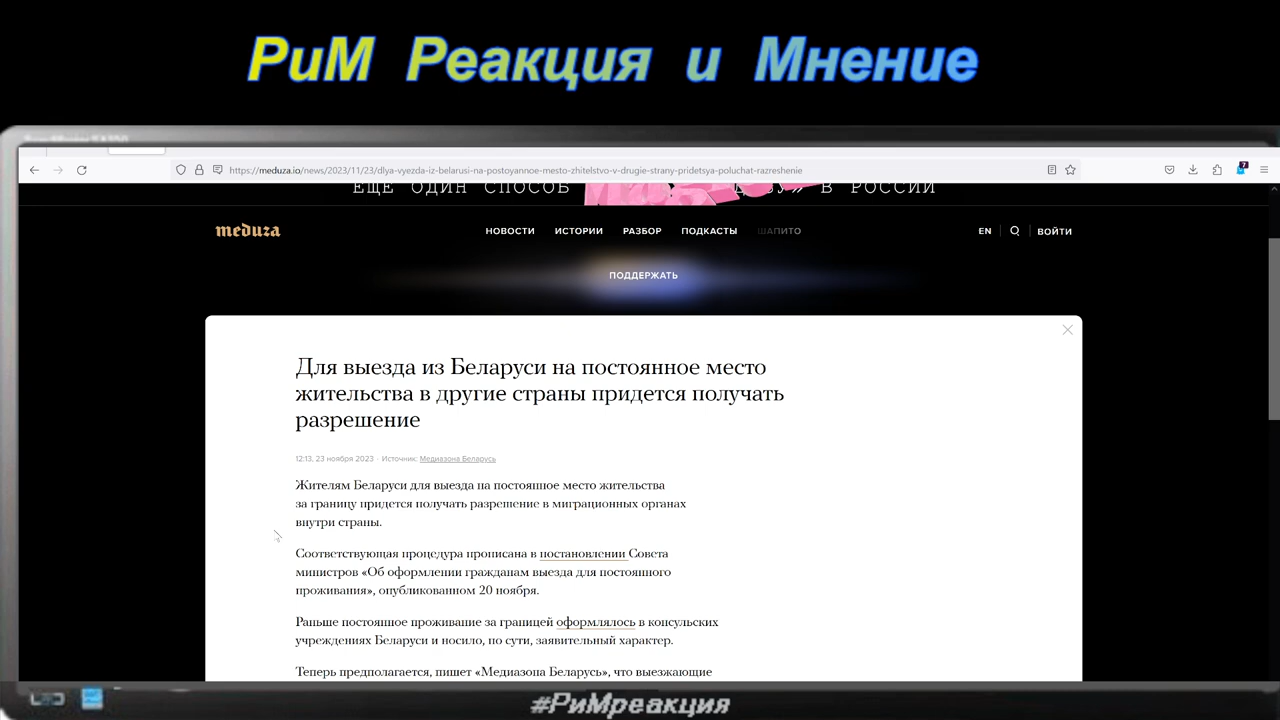 РиМ Реакция и Мнение
https://meduza.io/news/2023/11/23/dlya-vyezda-iz-belarusi-na-postoyannoe-mesto-zhitelstvo-v-drugie-strany-pridetsya-poluchat-razreshenie
7
ЕЩЕ ОДИН СПОСОБ В РОССИИ
meduza НОВОСТИ ИСТОРИИ РАЗБОР ПОДКАСТЫ ШАПИТО EN ВОЙТИ
ПОДДЕРЖАТЬ
Для выезда из Беларуси на постоянное место
жительства в другие страны придется получать
разрешение
12:13, 23 ноября 2023 · Источник: Медиазона Беларусь
Жителям Беларуси для выезда на постоянное место жительства
за границу придется получать разрешение в миграционных органах
внутри страны.
Соответствующая процедура прописана в постановлении Совета
министров «Об оформлении гражданам выезда для постоянного
проживания», опубликованном 20 ноября.
Раньше постоянное проживание за границей оформлялось в консульских
учреждениях Беларуси и носило, по сути, заявительный характер.
Теперь предполагается, пишет «Медиазона Беларусь», что выезжающие
#РиМреакция